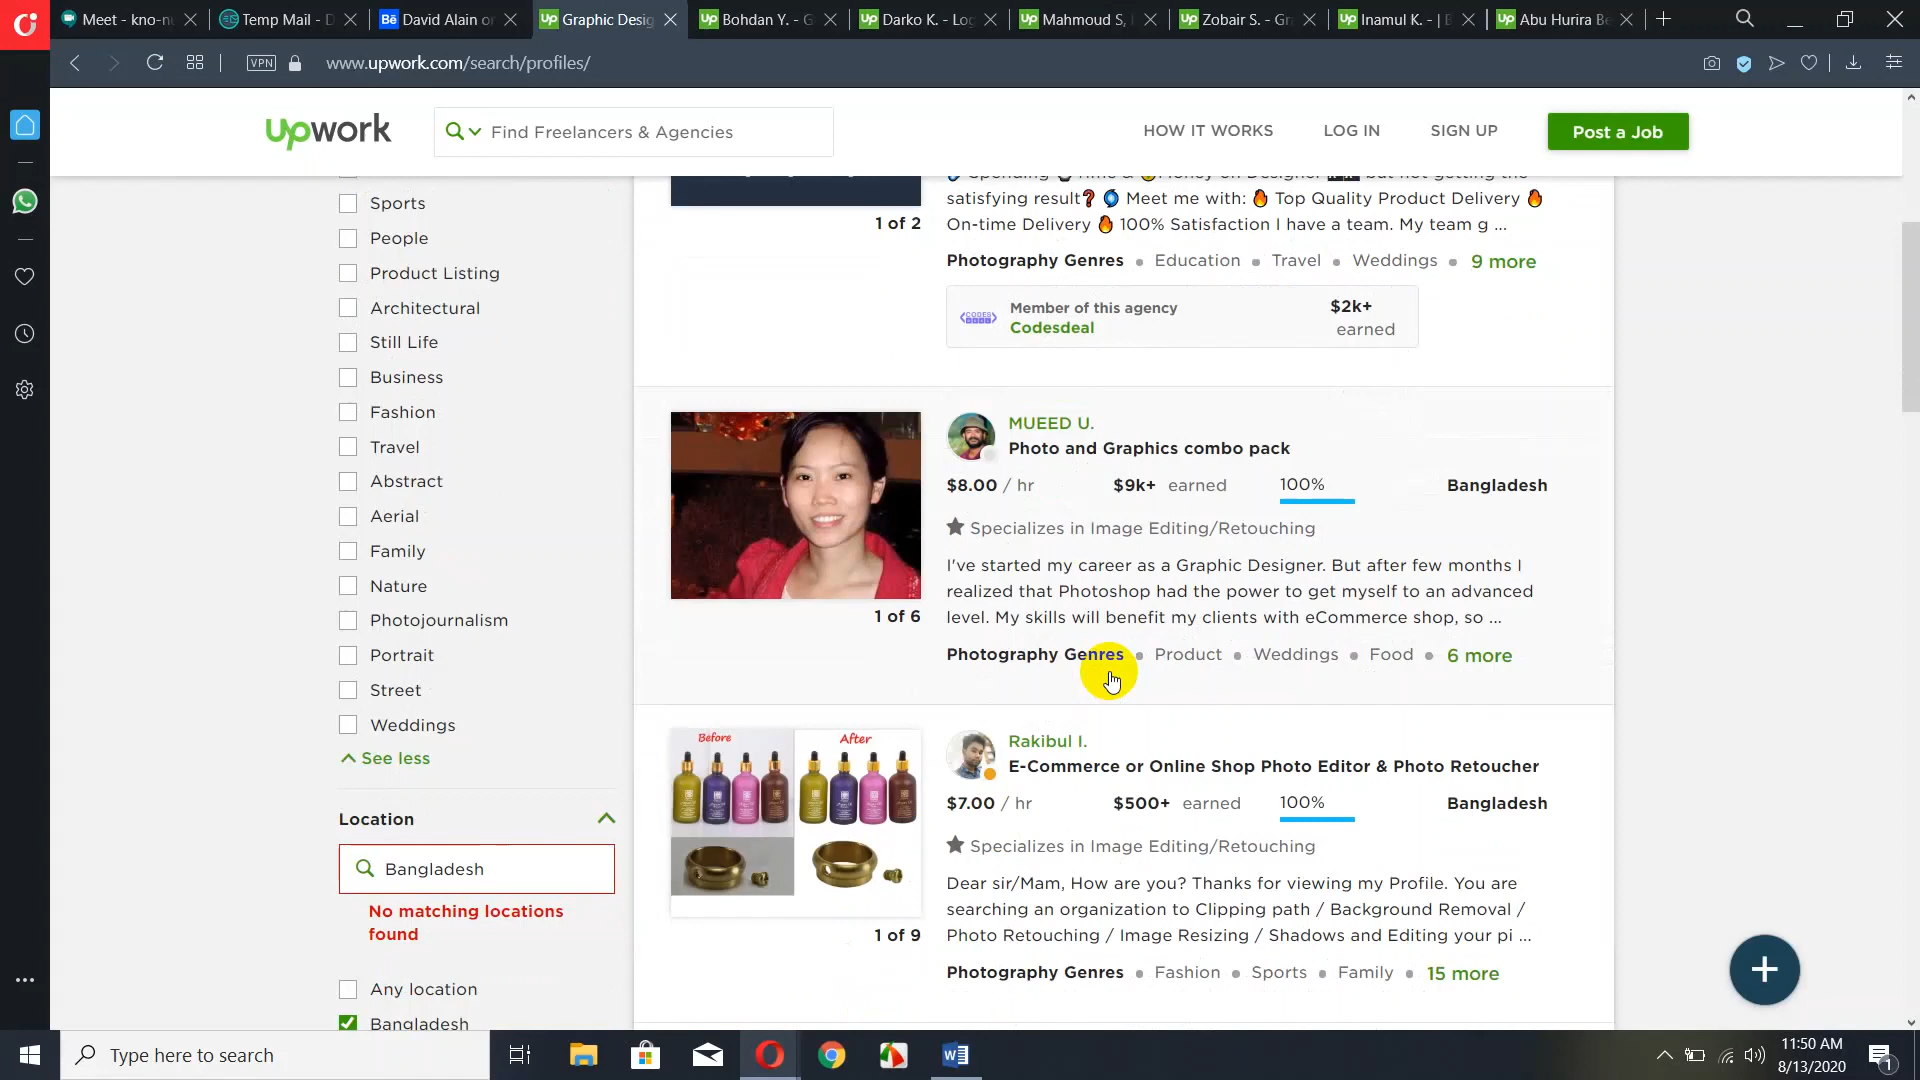 Meet - kno-nu
Temp Mail - D
David Alain or
Graphic Desig
Bohdan Y. - G
Darko K. - Log
Mahmoud S,
Zobair S. - Gr
Inamul K. - | B
Abu Hurira Be
VPN
www.upwork.com/search/profiles/
upwork
Find Freelancers & Agencies
HOW IT WORKS
LOG IN
SIGN UP
Post a Job
Sports
People
Product Listing
Architectural
Still Life
Business
Fashion
Travel
Abstract
Aerial
Family
Nature
Photojournalism
Portrait
Street
Weddings
See less
Location
Bangladesh
No matching locations
found
Any location
Bangladesh
1 of 2
satisfying result❓ Meet me with: 🔥 Top Quality Product Delivery 🔥
On-time Delivery 🔥 100% Satisfaction I have a team. My team g ...
Photography Genres • Education • Travel • Weddings • 9 more
Member of this agency
Codesdeal
$2k+
earned
1 of 6
MUEED U.
Photo and Graphics combo pack
$8.00 / hr $9k+ earned 100% Bangladesh
Specializes in Image Editing/Retouching
I've started my career as a Graphic Designer. But after few months I
realized that Photoshop had the power to get myself to an advanced
level. My skills will benefit my clients with eCommerce shop, so ...
Photography Genres • Product • Weddings • Food • 6 more
Before After
1 of 9
Rakibul I.
E-Commerce or Online Shop Photo Editor & Photo Retoucher
$7.00 / hr $500+ earned 100% Bangladesh
Specializes in Image Editing/Retouching
Dear sir/Mam, How are you? Thanks for viewing my Profile. You are
searching an organization to Clipping path / Background Removal /
Photo Retouching / Image Resizing / Shadows and Editing your pi ...
Photography Genres • Fashion • Sports • Family • 15 more
Type here to search
11:50 AM
8/13/2020
1